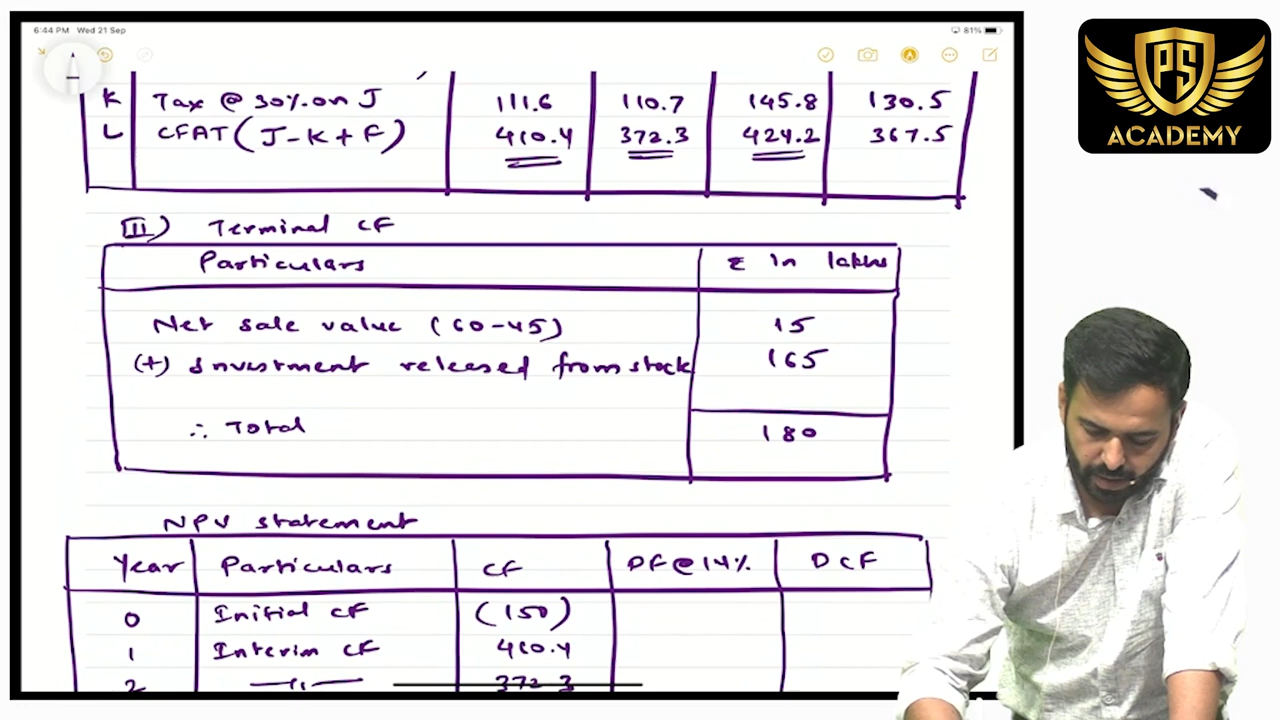 6:44 PM Wed 21 Sep
81%
K Tax @ 30% on J 111.6 110.7 145.8 130.5
L CFAT (J-K+F) 410.4 372.3 424.2 367.5
III) Terminal CF
Particulars ₹ in lakhs
Net sale value (60-45) 15
(+) Investment released from stock 165
∴ Total 180
NPV statement
Year Particulars CF DF@14% DCF
0 Initial CF (150)
1 Interim CF 410.4
2 —〃— 372.3
PS
ACADEMY